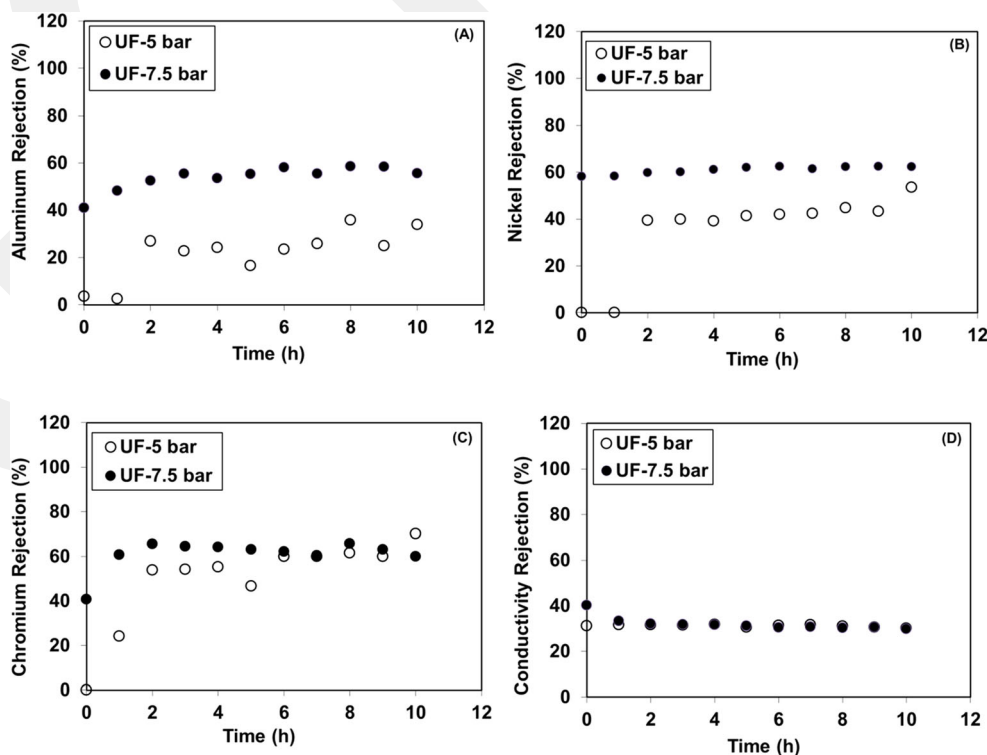 (A)
UF-5 bar
UF-7.5 bar
Aluminum Rejection (%)
120
100
80
60
40
20
0
0 2 4 6 8 10 12
Time (h)
(B)
UF-5 bar
UF-7.5 bar
Nickel Rejection (%)
120
100
80
60
40
20
0
0 2 4 6 8 10 12
Time (h)
(C)
UF-5 bar
UF-7.5 bar
Chromium Rejection (%)
120
100
80
60
40
20
0
0 2 4 6 8 10 12
Time (h)
(D)
UF-5 bar
UF-7.5 bar
Conductivity Rejection (%)
120
100
80
60
40
20
0
0 2 4 6 8 10 12
Time (h)